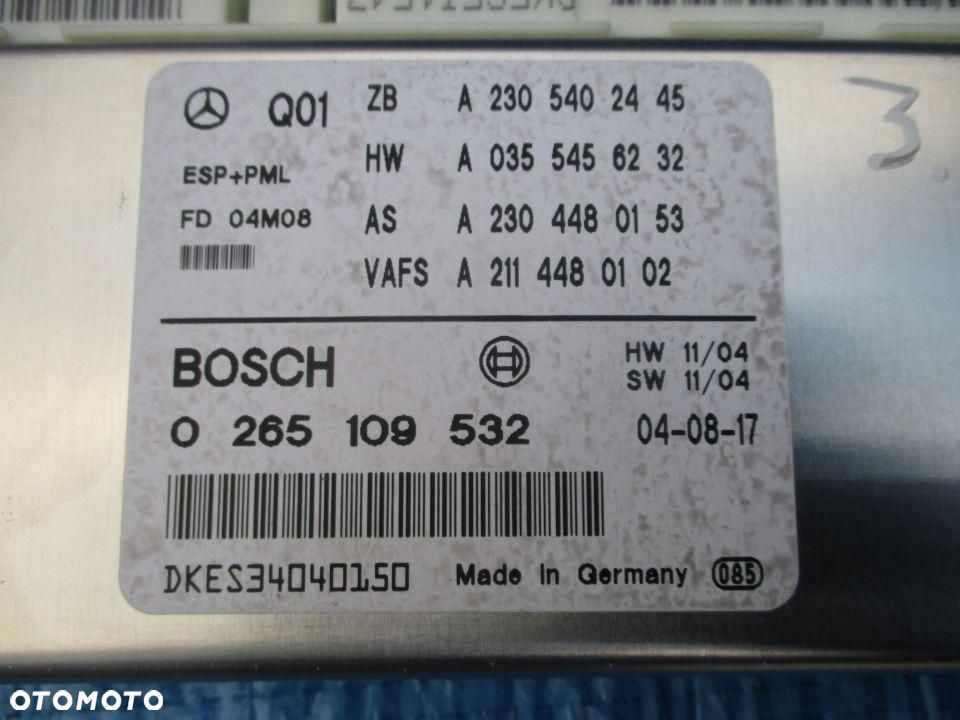 3
Q01
ZB A 230 540 24 45
HW A 035 545 62 32
ESP+PML
FD 04M08
AS A 230 448 01 53
VAFS A 211 448 01 02
BOSCH
HW 11/04
SW 11/04
0 265 109 532
04-08-17
DKES34040150
Made in Germany 085
OTOMOTO